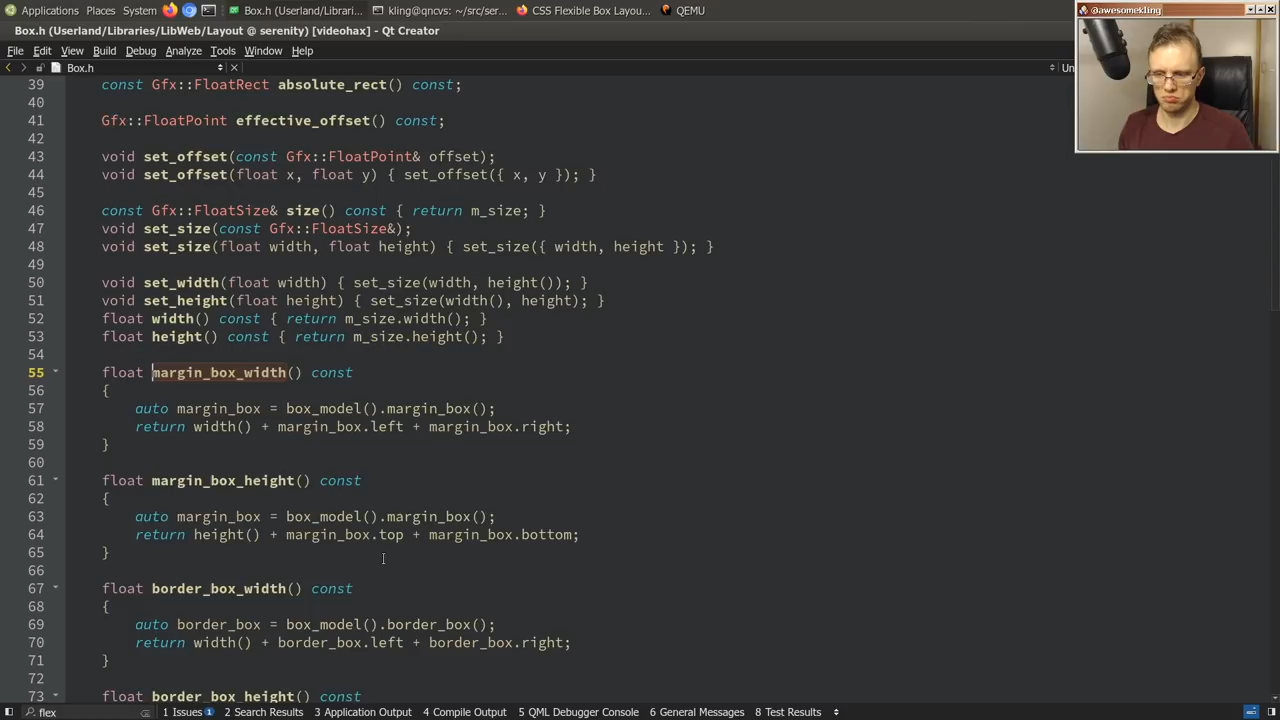 Applications Places System Box.h (Userland/Librari... kling@qncvs: ~/src/ser... CSS Flexible Box Layou... QEMU
@awesomekling
Box.h (Userland/Libraries/LibWeb/Layout @ serenity) [videohax] - Qt Creator
File Edit View Build Debug Analyze Tools Window Help
Box.h Un
39 const Gfx::FloatRect absolute_rect() const;
40
41 Gfx::FloatPoint effective_offset() const;
42
43 void set_offset(const Gfx::FloatPoint& offset);
44 void set_offset(float x, float y) { set_offset({ x, y }); }
45
46 const Gfx::FloatSize& size() const { return m_size; }
47 void set_size(const Gfx::FloatSize&);
48 void set_size(float width, float height) { set_size({ width, height }); }
49
50 void set_width(float width) { set_size(width, height()); }
51 void set_height(float height) { set_size(width(), height); }
52 float width() const { return m_size.width(); }
53 float height() const { return m_size.height(); }
54
55 float margin_box_width() const
56 {
57 auto margin_box = box_model().margin_box();
58 return width() + margin_box.left + margin_box.right;
59 }
60
61 float margin_box_height() const
62 {
63 auto margin_box = box_model().margin_box();
64 return height() + margin_box.top + margin_box.bottom;
65 }
66
67 float border_box_width() const
68 {
69 auto border_box = box_model().border_box();
70 return width() + border_box.left + border_box.right;
71 }
72
73 float border_box_height() const
flex 1 Issues 1 2 Search Results 3 Application Output 4 Compile Output 5 QML Debugger Console 6 General Messages 8 Test Results